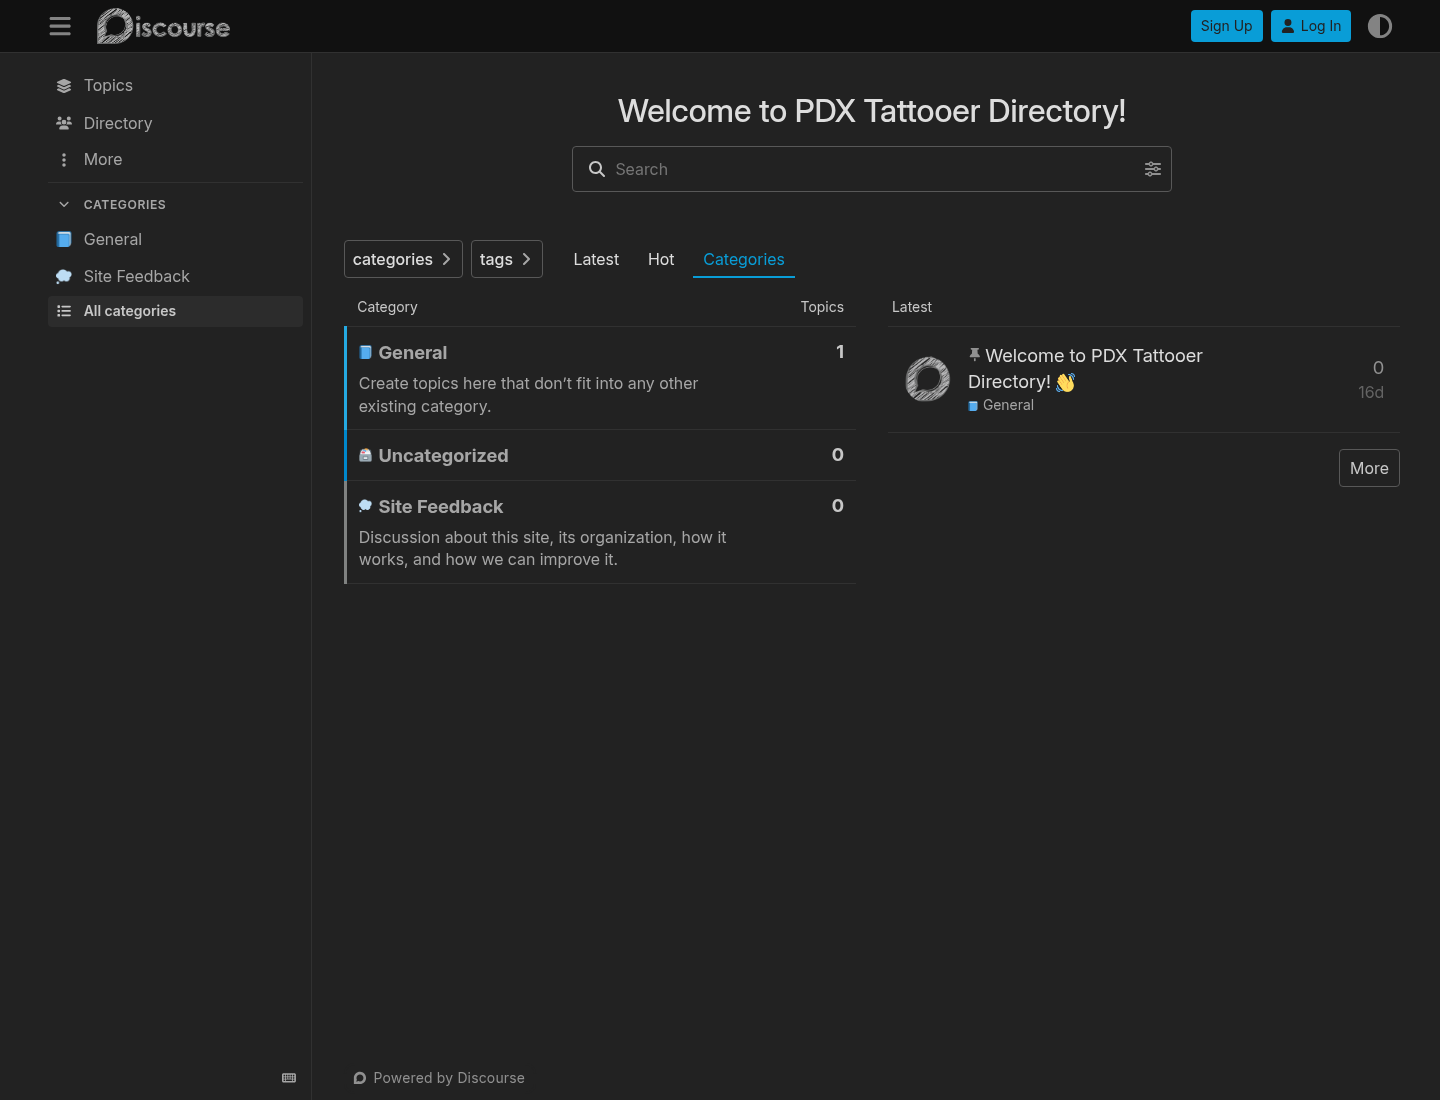 Discourse
Sign Up
Log In
Topics
Directory
More
CATEGORIES
General
Site Feedback
All categories
Welcome to PDX Tattooer Directory!
Search
categories
tags
Latest
Hot
Categories
Category
Topics
General
1
Create topics here that don’t fit into any other
existing category.
Uncategorized
0
Site Feedback
0
Discussion about this site, its organization, how it
works, and how we can improve it.
Latest
Welcome to PDX Tattooer
Directory! 👋
General
0
16d
More
Powered by Discourse